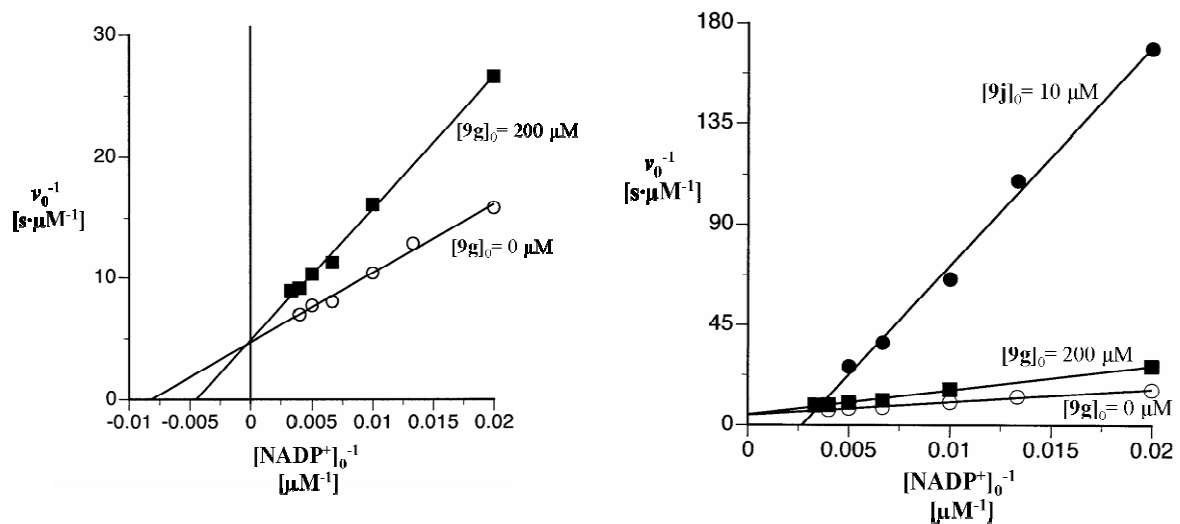 30
20
10
0
v₀⁻¹
[s·μM⁻¹]
[9g]₀= 200 μM
[9g]₀= 0 μM
-0.01 -0.005 0 0.005 0.01 0.015 0.02
[NADP⁺]₀⁻¹
[μM⁻¹]
180
135
90
45
0
v₀⁻¹
[s·μM⁻¹]
[9j]₀= 10 μM
[9g]₀= 200 μM
[9g]₀= 0 μM
0 0.005 0.01 0.015 0.02
[NADP⁺]₀⁻¹
[μM⁻¹]